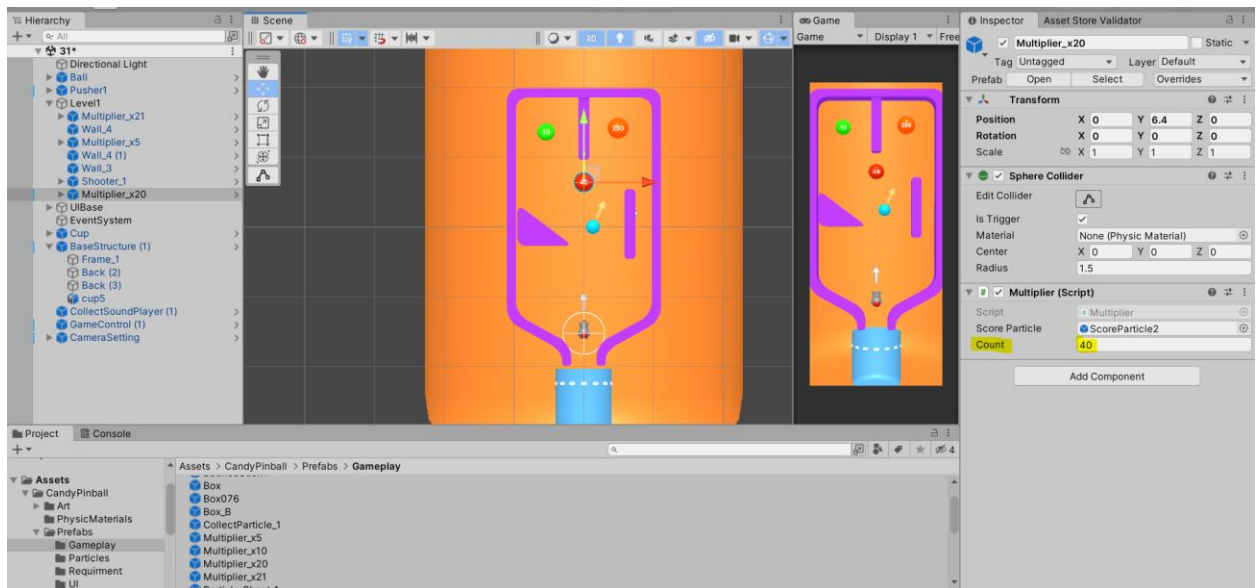 Hierarchy
All
31*
Directional Light
Ball
Pusher1
Level1
Multiplier_x21
Wall_4
Multiplier_x5
Wall_4 (1)
Wall_3
Shooter_1
Multiplier_x20
UIBase
EventSystem
Cup
BaseStructure (1)
Frame_1
Back (2)
Back (3)
cup5
CollectSoundPlayer (1)
GameControl (1)
CameraSetting
Scene
2D
Game
Game Display 1 Free
Inspector Asset Store Validator
Multiplier_x20 Static
Tag Untagged Layer Default
Prefab Open Select Overrides
Transform
Position X 0 Y 6.4 Z 0
Rotation X 0 Y 0 Z 0
Scale X 1 Y 1 Z 1
Sphere Collider
Edit Collider
Is Trigger
Material None (Physic Material)
Center X 0 Y 0 Z 0
Radius 1.5
# Multiplier (Script)
Script Multiplier
Score Particle ScoreParticle2
Count 40
Add Component
Project Console
4
Assets
CandyPinball
Art
PhysicMaterials
Prefabs
Gameplay
Particles
Requirment
UI
Assets > CandyPinball > Prefabs > Gameplay
Box
Box076
Box_B
CollectParticle_1
Multiplier_x5
Multiplier_x10
Multiplier_x20
Multiplier_x21